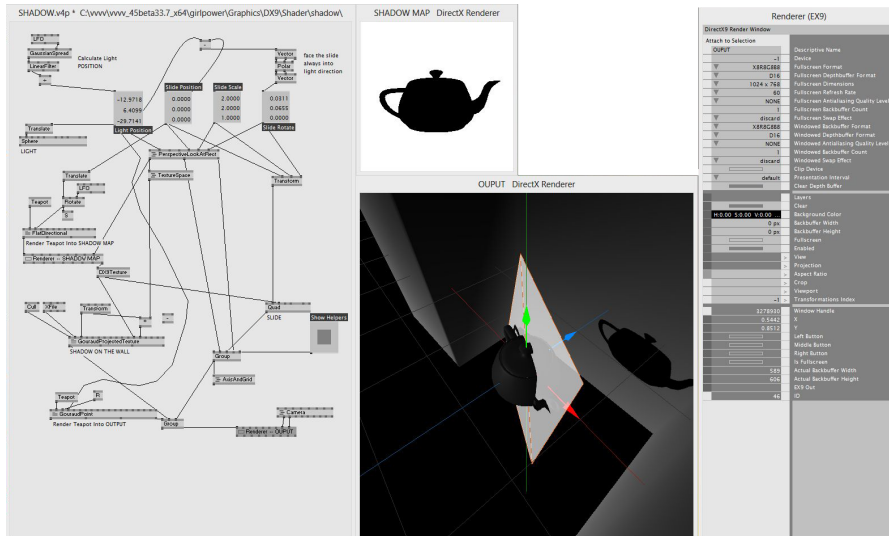 SHADOW.v4p * C:\vvvv\vvvv_45beta33.7_x64\girlpower\Graphics\DX9\Shader\shadow\
LFO
GaussianSpread
LinearFilter
+
Calculate Light
POSITION
-
Vector
Polar
Vector
face the slide
always into
light direction
Slide Position
Slide Scale
-12.9718
6.4099
-29.7141
0.0000
0.0000
0.0000
2.0000
2.0000
1.0000
0.0311
0.0655
0.0000
Light Position
Slide Rotate
Translate
Sphere
LIGHT
PerspectiveLookAtRect
TextureSpace
Transform
Translate
LFO
Teapot
Rotate
S
FlatDirectional
Render Teapot Into SHADOW MAP
Renderer -- SHADOW MAP
DX9Texture
Cull
XFile
Transform
Quad
SLIDE
Show Helpers
GouraudProjectedTexture
SHADOW ON THE WALL
Group
AxisAndGrid
Teapot
GouraudPoint
Render Teapot Into OUTPUT
Group
Camera
Renderer -- OUPUT
SHADOW MAP DirectX Renderer
OUPUT DirectX Renderer
Renderer (EX9)
DirectX9 Render Window
Attach to Selection
OUPUT Descriptive Name
-1 Device
X8R8G8B8 Fullscreen Format
D16 Fullscreen Depthbuffer Format
1024 x 768 Fullscreen Dimensions
60 Fullscreen Refresh Rate
NONE Fullscreen Antialiasing Quality Level
1 Fullscreen Backbuffer Count
discard Fullscreen Swap Effect
X8R8G8B8 Windowed Backbuffer Format
D16 Windowed Depthbuffer Format
NONE Windowed Antialiasing Quality Level
1 Windowed Backbuffer Count
discard Windowed Swap Effect
Clip Device
default Presentation Interval
Clear Depth Buffer
Layers
Clear
H:0.00 S:0.00 V:0.00 ... Background Color
0 px Backbuffer Width
0 px Backbuffer Height
Fullscreen
Enabled
View
Projection
Aspect Ratio
Crop
Viewport
-1 Transformations Index
3278930 Window Handle
0.5442 X
0.8512 Y
Left Button
Middle Button
Right Button
Is Fullscreen
589 Actual Backbuffer Width
606 Actual Backbuffer Height
EX9 Out
46 ID